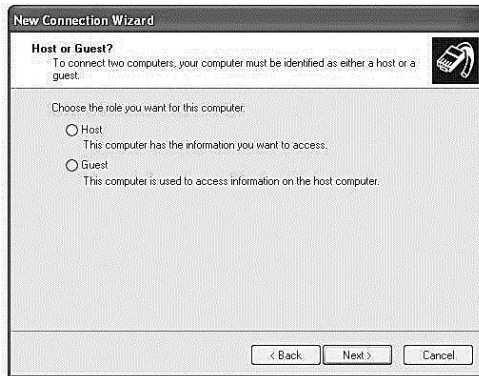 New Connection Wizard
Host or Guest?
To connect two computers, your computer must be identified as either a host or a
guest.
Choose the role you want for this computer:
Host
This computer has the information you want to access.
Guest
This computer is used to access information on the host computer.
< Back
Next >
Cancel